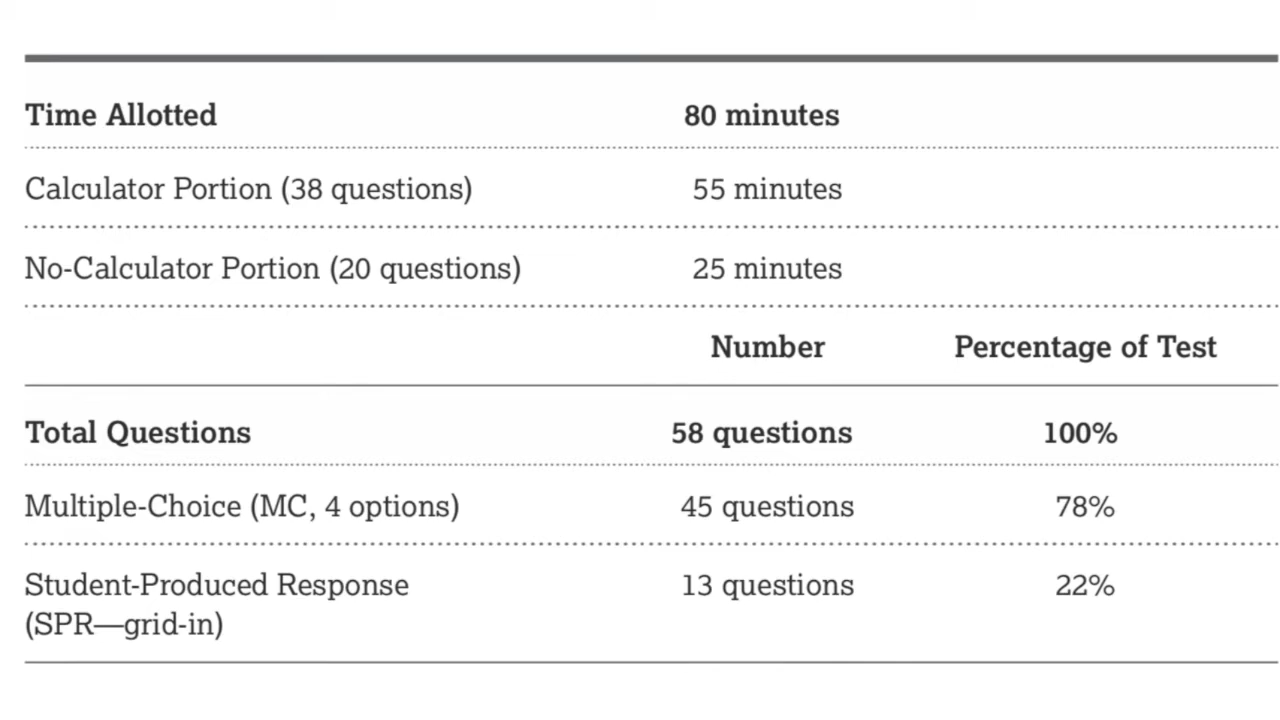 Time Allotted 80 minutes
Calculator Portion (38 questions) 55 minutes
No-Calculator Portion (20 questions) 25 minutes
Number Percentage of Test
Total Questions 58 questions 100%
Multiple-Choice (MC, 4 options) 45 questions 78%
Student-Produced Response 13 questions 22%
(SPR—grid-in)